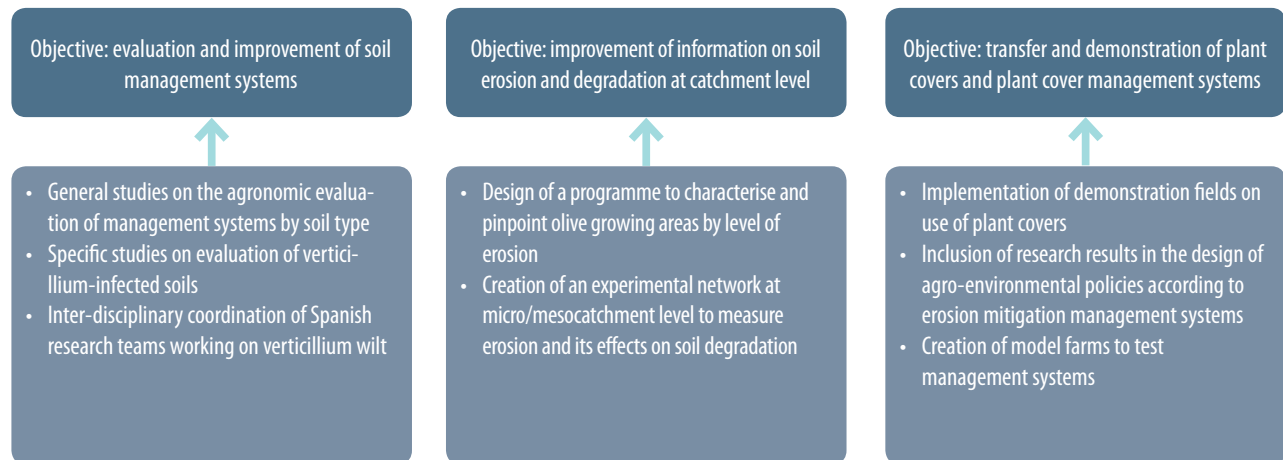 Objective: evaluation and improvement of soil
management systems
• General studies on the agronomic evalua-
tion of management systems by soil type
• Specific studies on evaluation of verti-
cillium-infected soils
• Inter-disciplinary coordination of Spanish
research teams working on verticillium wilt
Objective: improvement of information on soil
erosion and degradation at catchment level
• Design of a programme to characterise and
pinpoint olive growing areas by level of
erosion
• Creation of an experimental network at
micro/mesocatchment level to measure
erosion and its effects on soil degradation
Objective: transfer and demonstration of plant
covers and plant cover management systems
• Implementation of demonstration fields on
use of plant covers
• Inclusion of research results in the design of
agro-environmental policies according to
erosion mitigation management systems
• Creation of model farms to test
management systems